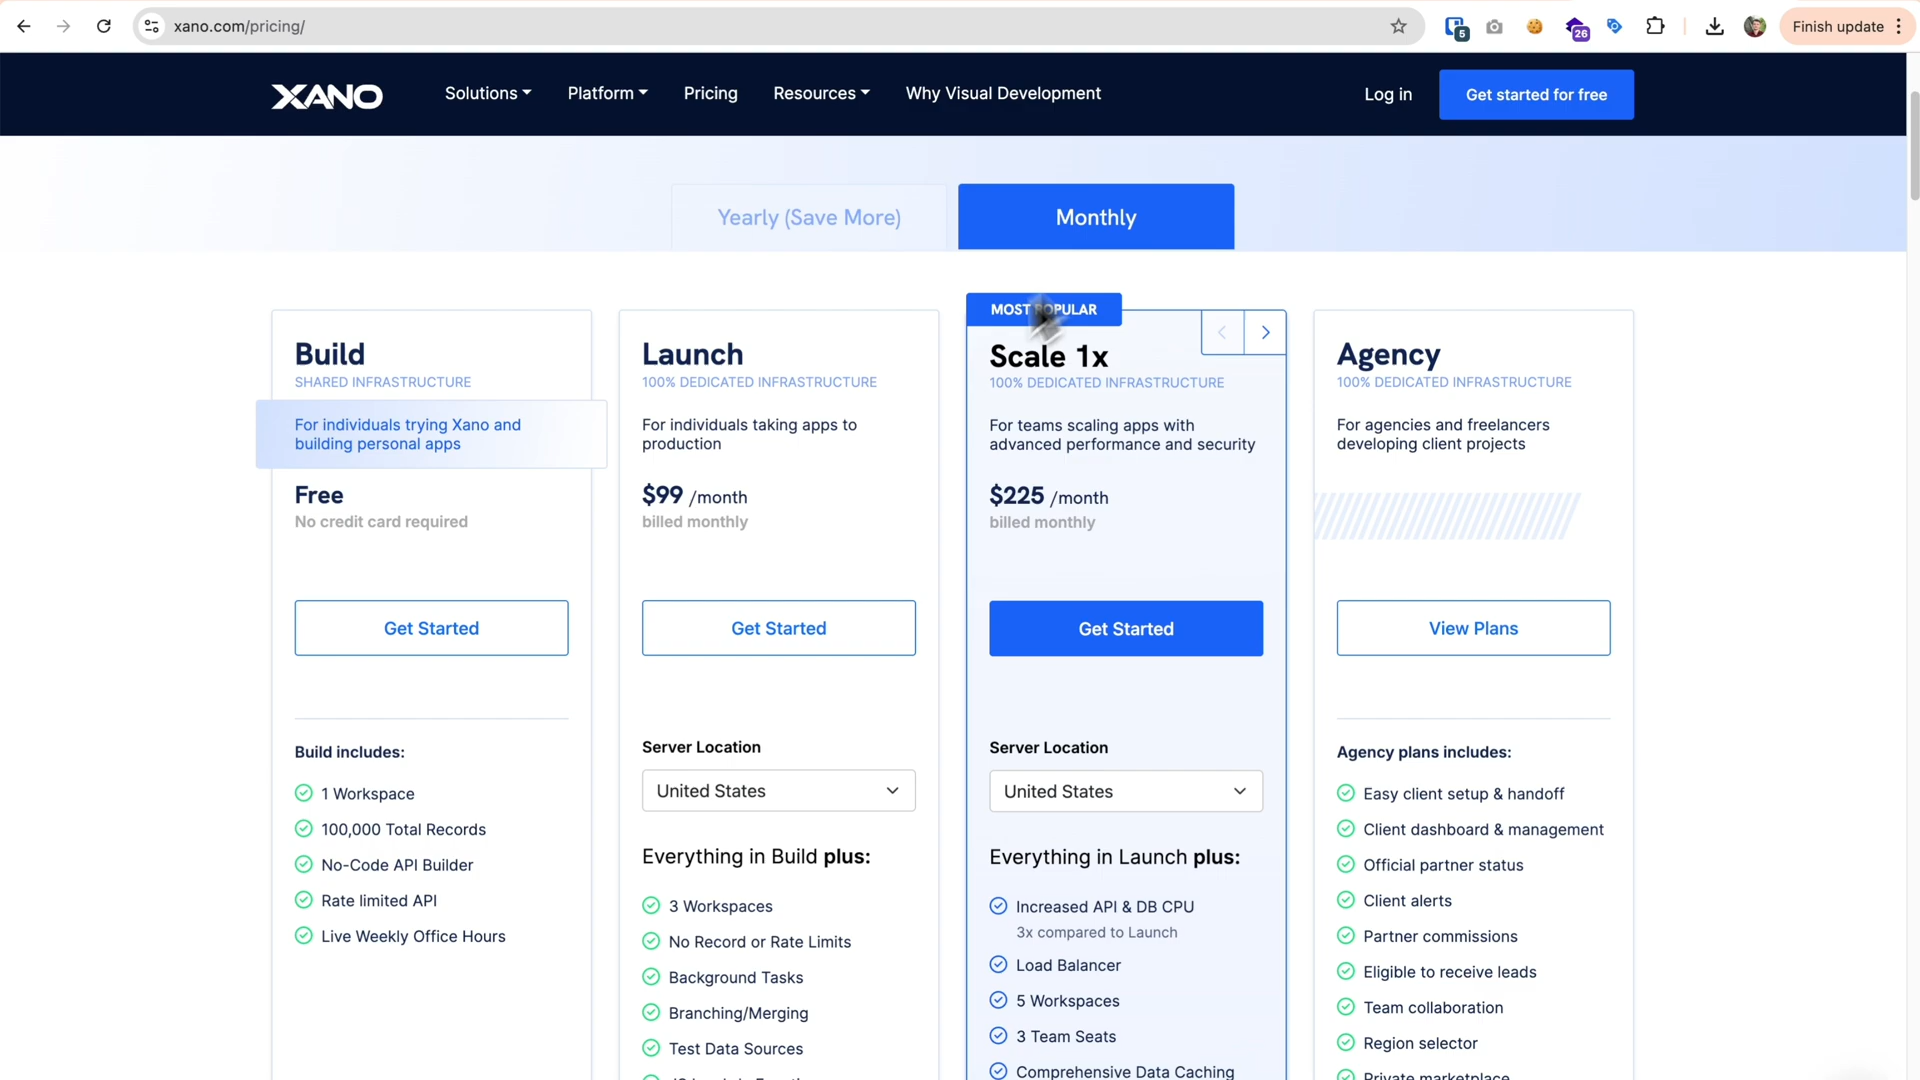 xano.com/pricing/
5
26
Finish update
XANO
Solutions
Platform
Pricing
Resources
Why Visual Development
Log in
Get started for free
Yearly (Save More)
Monthly
Build
SHARED INFRASTRUCTURE
For individuals trying Xano and
building personal apps
Free
No credit card required
Get Started
Build includes:
1 Workspace
100,000 Total Records
No-Code API Builder
Rate limited API
Live Weekly Office Hours
Launch
100% DEDICATED INFRASTRUCTURE
For individuals taking apps to
production
$99 /month
billed monthly
Get Started
Server Location
United States
Everything in Build plus:
3 Workspaces
No Record or Rate Limits
Background Tasks
Branching/Merging
Test Data Sources
MOST POPULAR
Scale 1x
100% DEDICATED INFRASTRUCTURE
For teams scaling apps with
advanced performance and security
$225 /month
billed monthly
Get Started
Server Location
United States
Everything in Launch plus:
Increased API & DB CPU
3x compared to Launch
Load Balancer
5 Workspaces
3 Team Seats
Comprehensive Data Caching
Agency
100% DEDICATED INFRASTRUCTURE
For agencies and freelancers
developing client projects
View Plans
Agency plans includes:
Easy client setup & handoff
Client dashboard & management
Official partner status
Client alerts
Partner commissions
Eligible to receive leads
Team collaboration
Region selector
Private marketplace